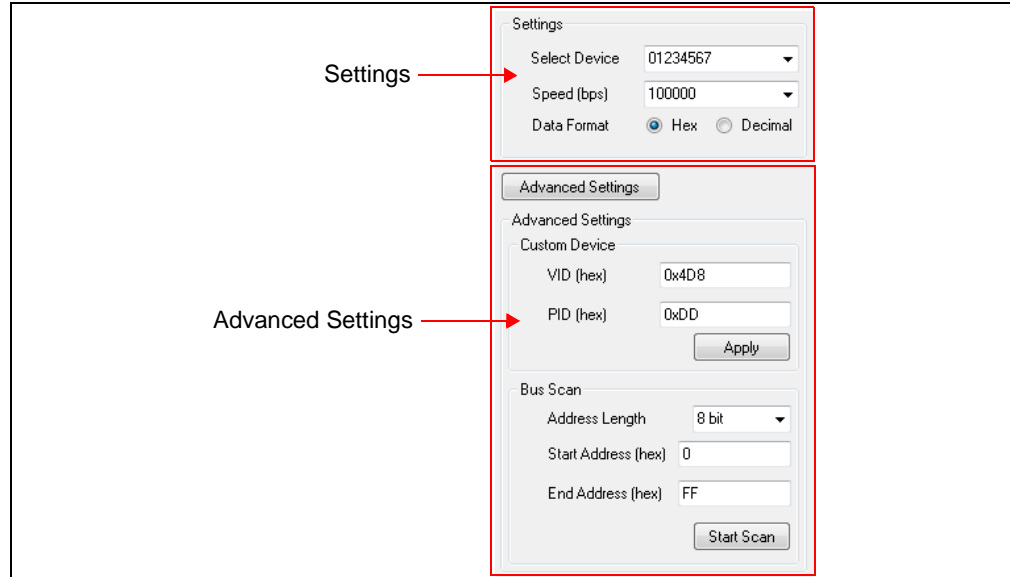 Settings
Settings
Select Device 01234567
Speed (bps) 100000
Data Format Hex Decimal
Advanced Settings
Advanced Settings
Custom Device
VID (hex) 0x4D8
Advanced Settings
PID (hex) 0xDD
Apply
Bus Scan
Address Length 8 bit
Start Address (hex) 0
End Address (hex) FF
Start Scan